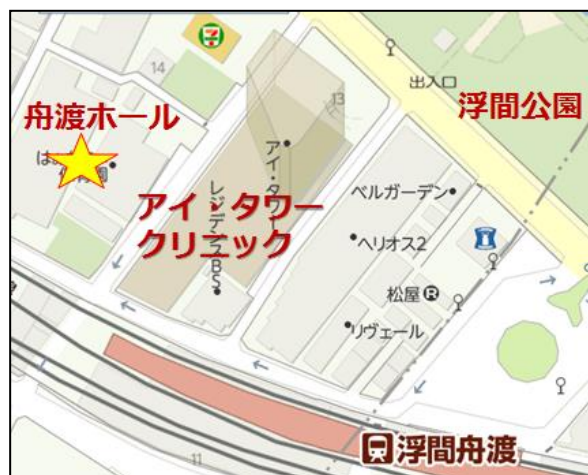 7
14
13
出入口
浮間公園
舟渡ホール
アイ・タワー
アイ・タワー
クリニック
レジデンスBS
ベルガーデン
ヘリオス2
松屋
R
リヴェール
11
浮間舟渡